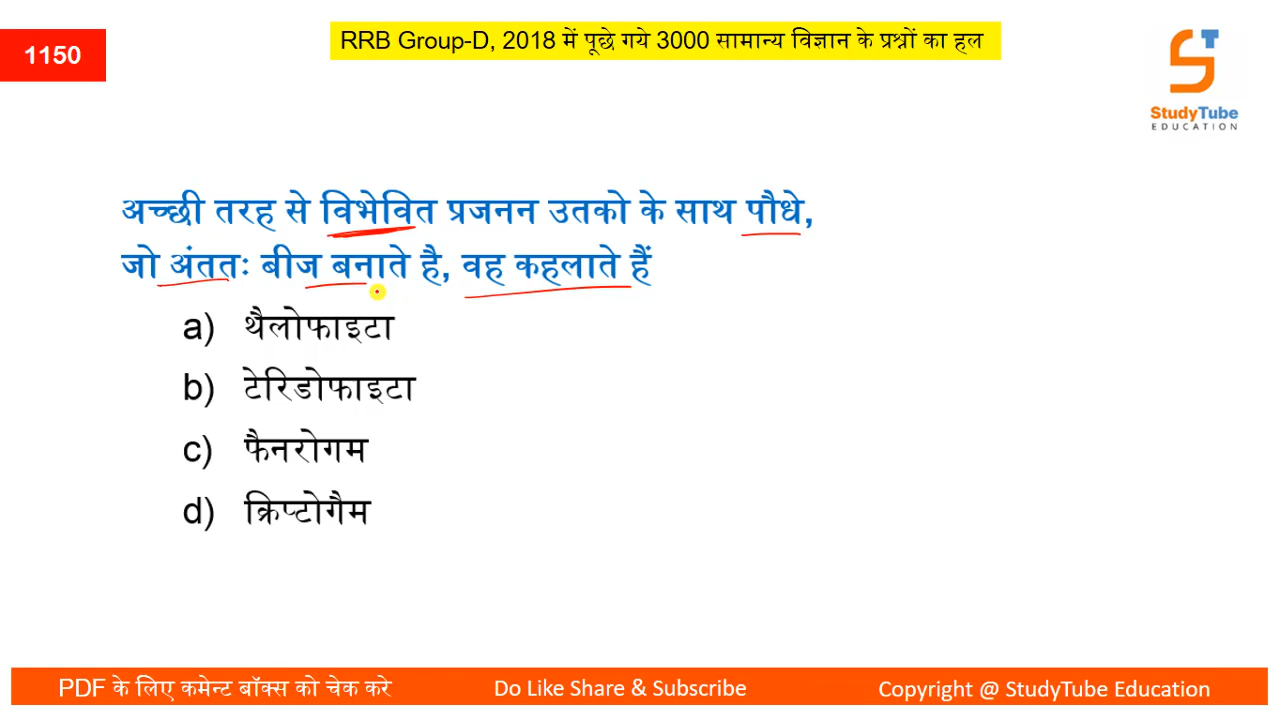 1150
RRB Group-D, 2018 में पूछे गये 3000 सामान्य विज्ञान के प्रश्नों का हल
StudyTube
EDUCATION
अच्छी तरह से विभेवित प्रजनन उतको के साथ पौधे,
जो अंततः बीज बनाते है, वह कहलाते हैं
a) थैलोफाइटा
b) टेरिडोफाइटा
c) फैनरोगम
d) क्रिप्टोगैम
PDF के लिए कमेन्ट बॉक्स को चेक करे
Do Like Share & Subscribe
Copyright @ StudyTube Education